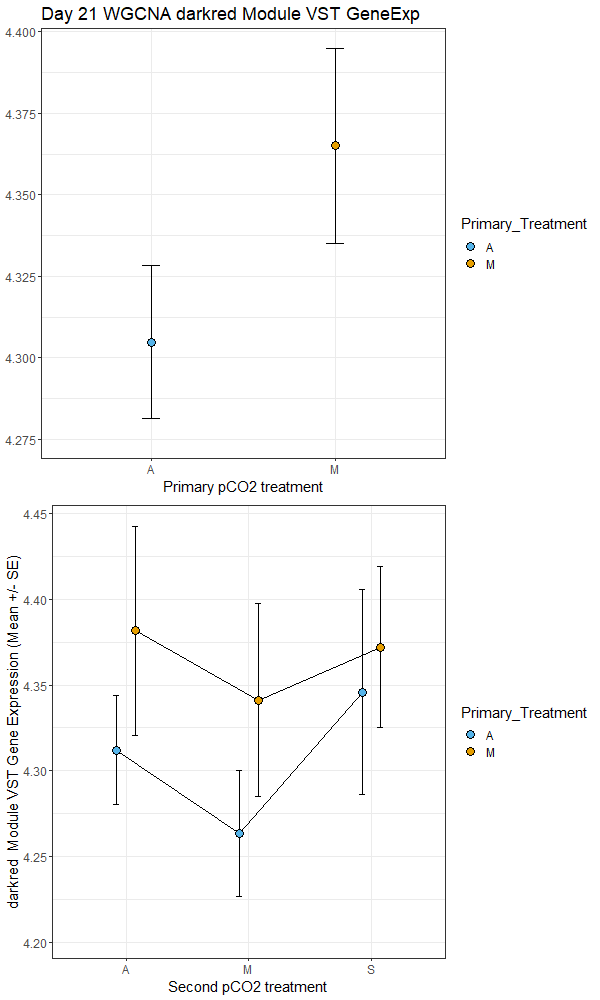 Day 21 WGCNA darkred Module VST GeneExp
4.400
4.375
4.350
4.325
4.300
4.275
A
M
Primary pCO2 treatment
Primary_Treatment
A
M
darkred  Module VST Gene Expression (Mean +/- SE)
4.45
4.40
4.35
4.30
4.25
4.20
A
M
S
Second pCO2 treatment
Primary_Treatment
A
M